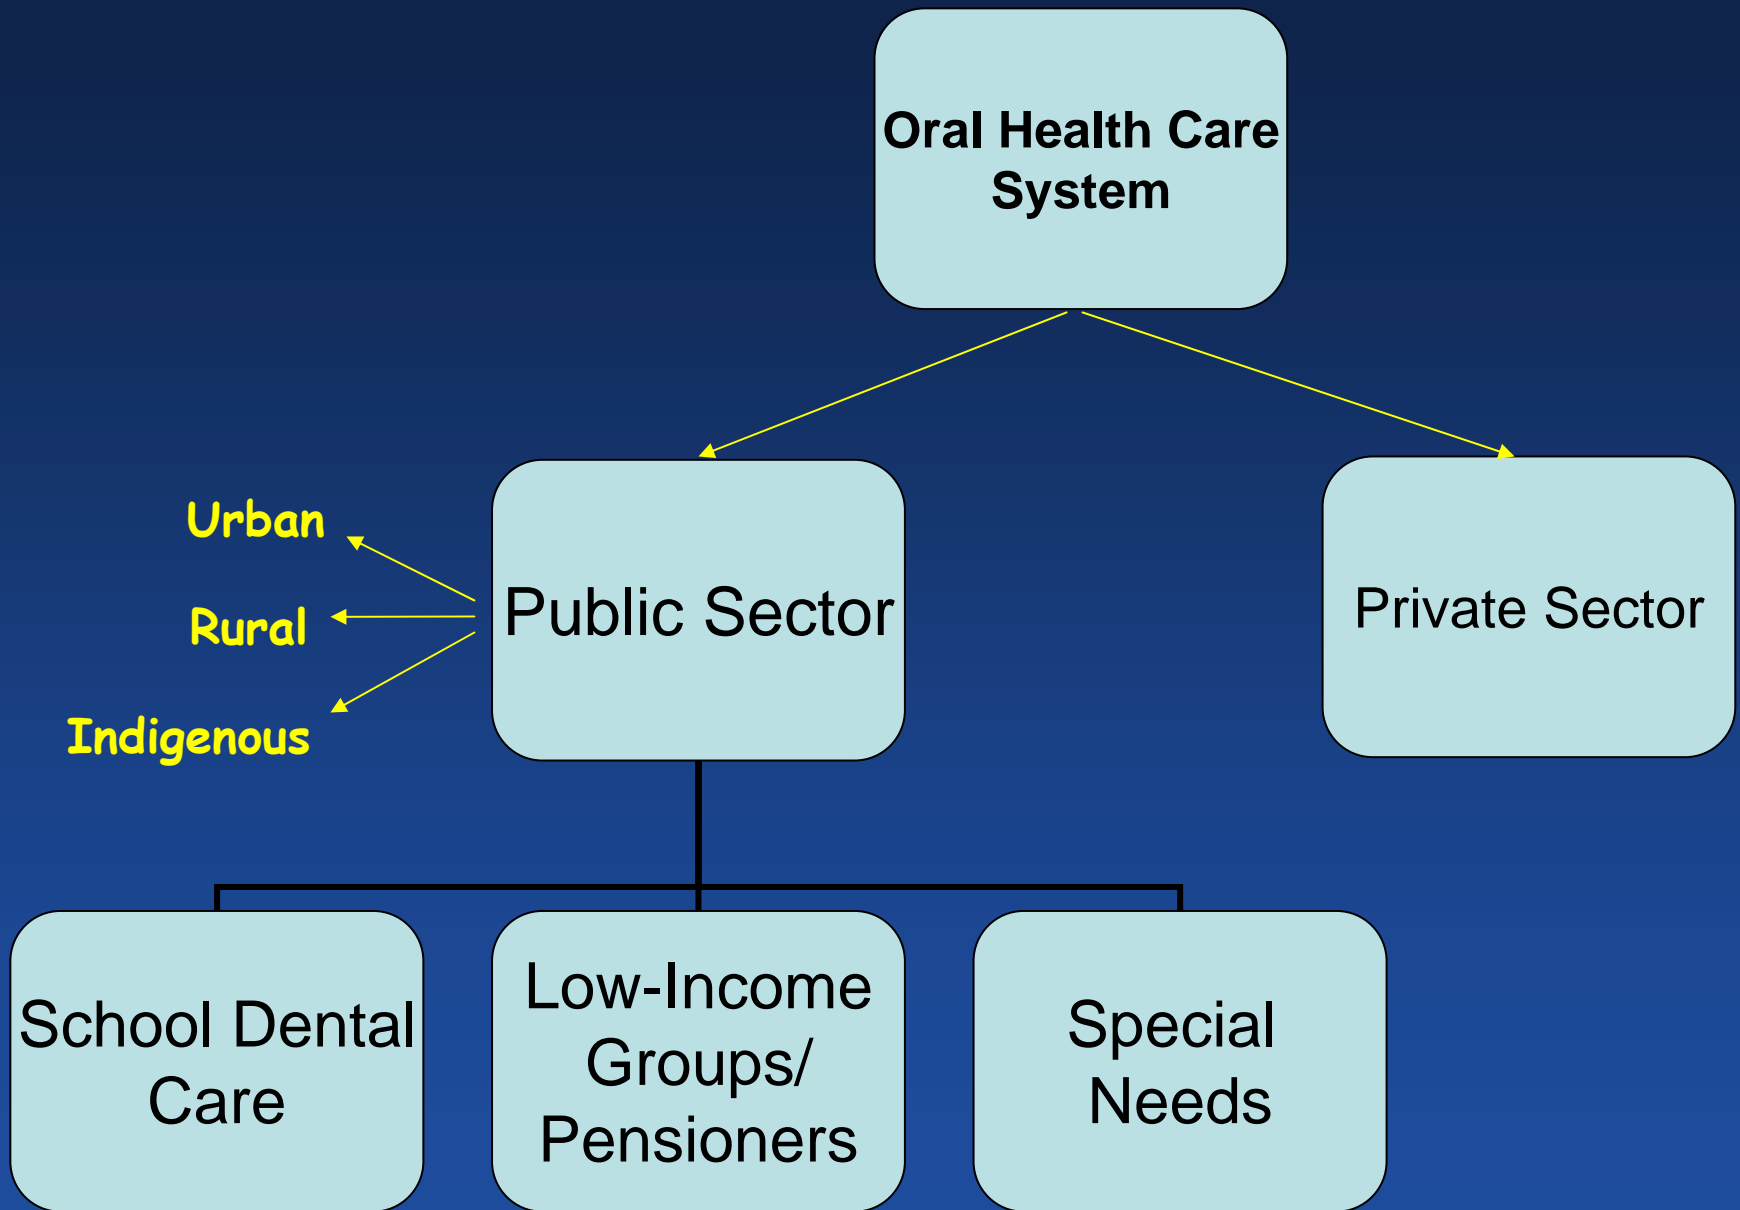 Oral Health Care
System
Urban
Rural
Indigenous
Public Sector
Private Sector
School Dental
Care
Low-Income
Groups/
Pensioners
Special
Needs